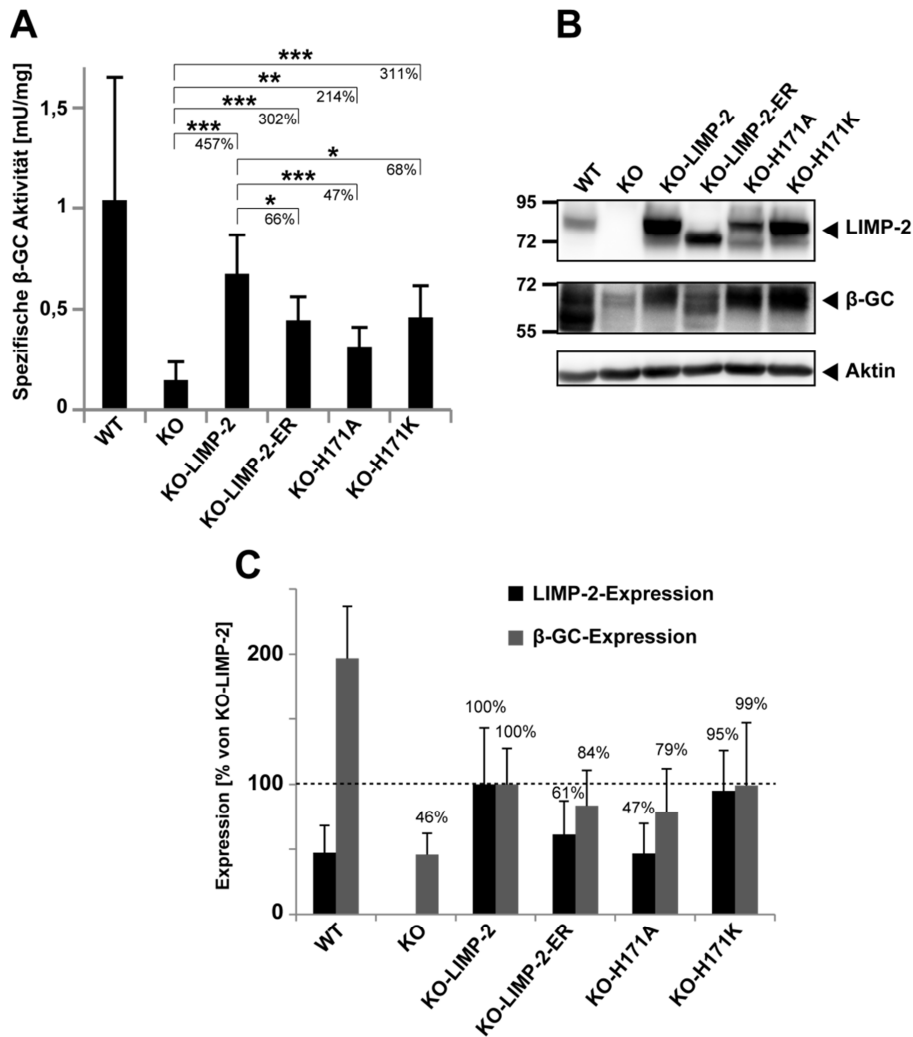 A
Spezifische β-GC Aktivität [mU/mg]
1,5
1
0,5
0
***
311%
**
214%
***
302%
***
457%
*
68%
***
47%
*
66%
WT
KO
KO-LIMP-2
KO-LIMP-2-ER
KO-H171A
KO-H171K
B
WT
KO
KO-LIMP-2
KO-LIMP-2-ER
KO-H171A
KO-H171K
95
72
LIMP-2
72
55
β-GC
Aktin
C
LIMP-2-Expression
β-GC-Expression
Expression [% von KO-LIMP-2]
200
100
0
46%
100%
100%
61%
84%
47%
79%
95%
99%
WT
KO
KO-LIMP-2
KO-LIMP-2-ER
KO-H171A
KO-H171K